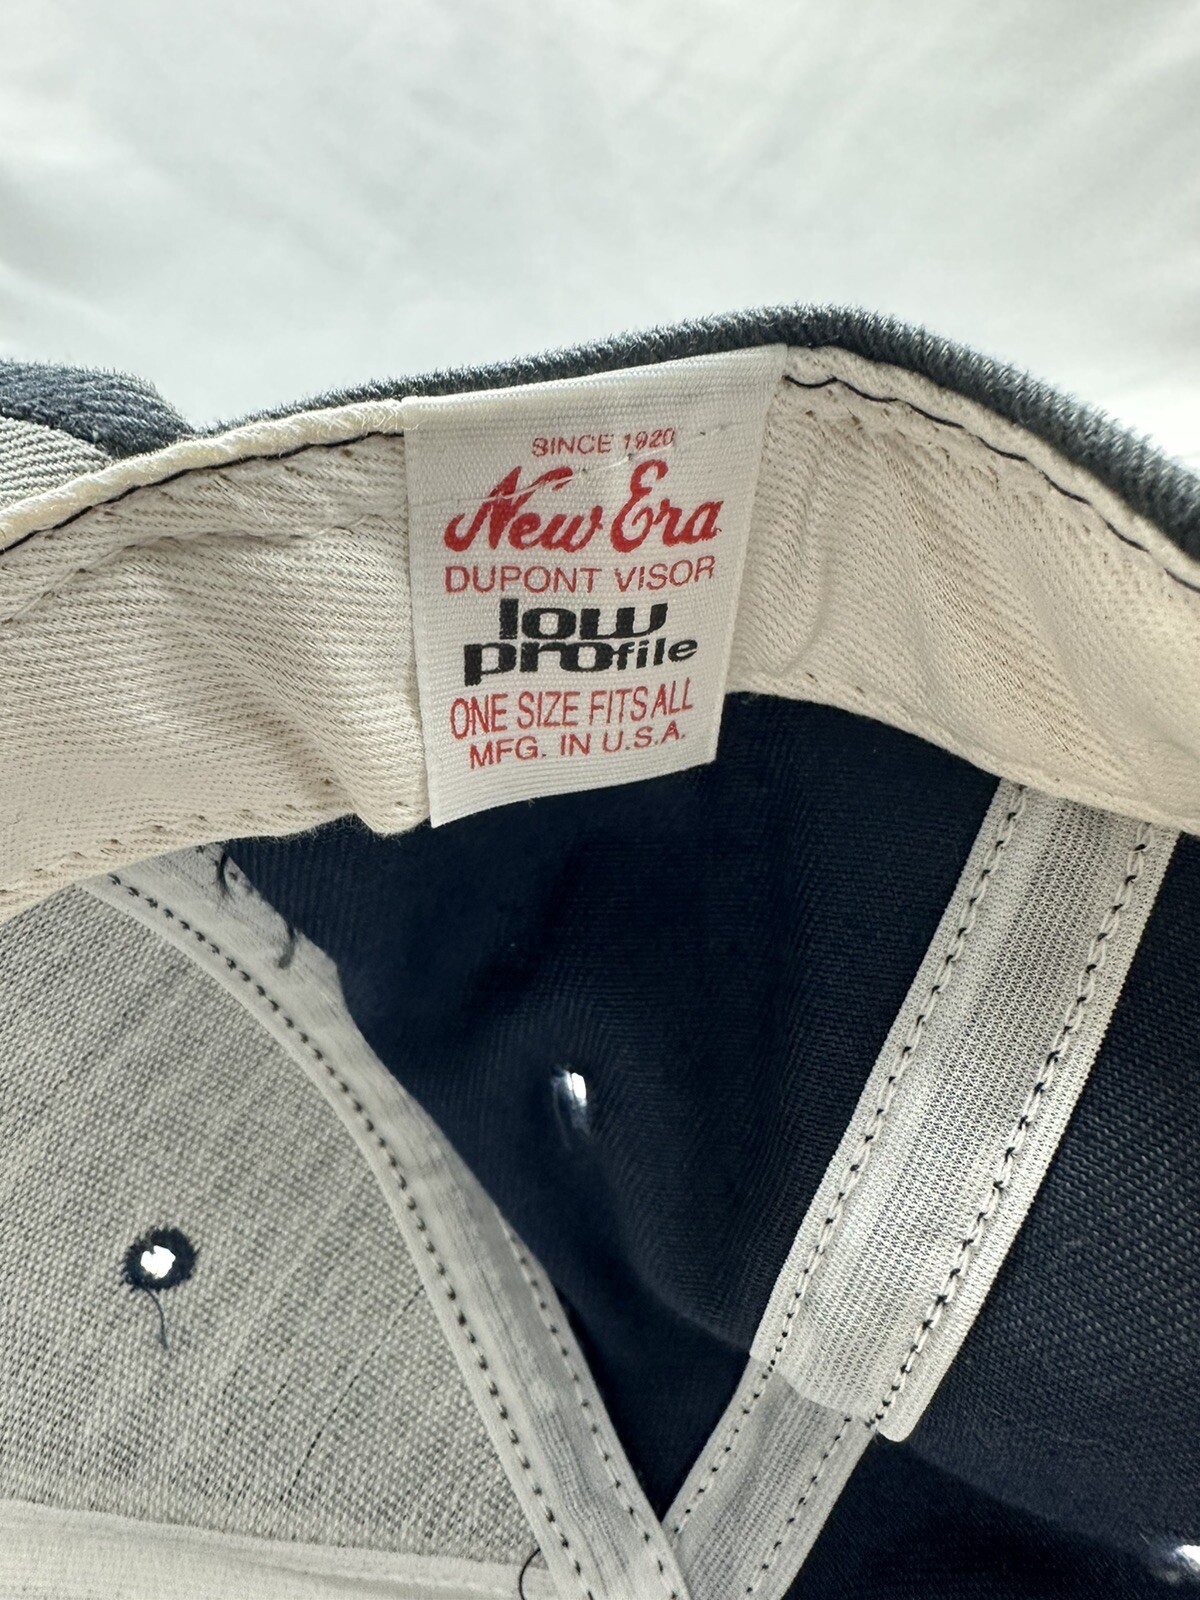 SINCE 1920
New Era
DUPONT VISOR
low
profile
ONE SIZE FITS ALL
MFG. IN U.S.A.